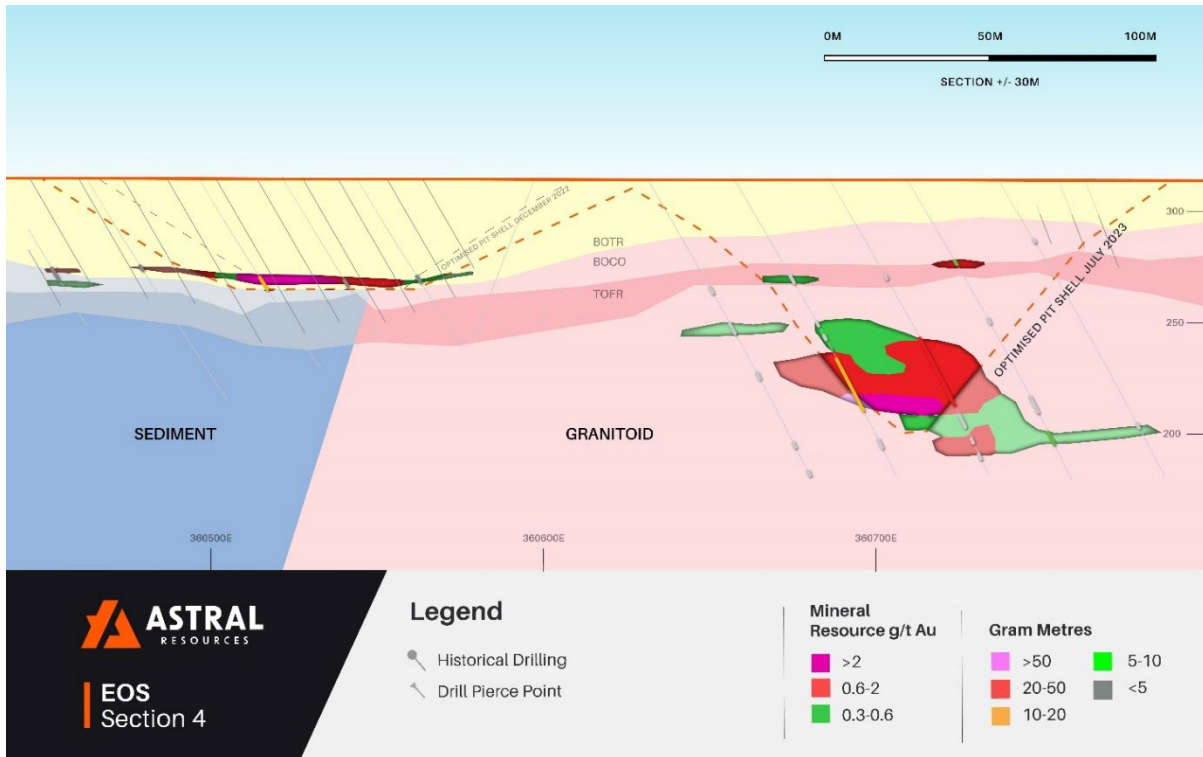 0M 50M 100M
SECTION +/- 30M
OPTIMISED PIT SHELL DECEMBER 2022
300
BOTR
BOCO
TOFR
OPTIMISED PIT SHELL JULY 2023
250
SEDIMENT
GRANITOID
200
360500E 360600E 360700E
ASTRAL
RESOURCES
EOS
Section 4
Legend
Historical Drilling
Drill Pierce Point
Mineral
Resource g/t Au
>2
0.6-2
0.3-0.6
Gram Metres
>50 5-10
20-50 <5
10-20